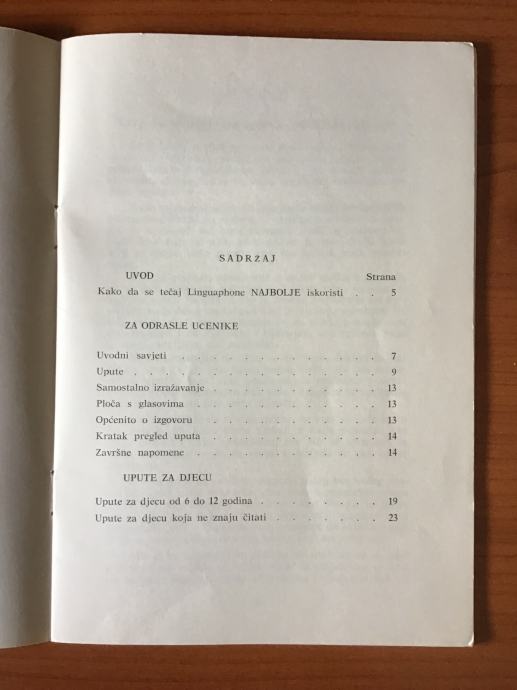 SADRžAJ
UVOD Strana
Kako da se tečaj Linguaphone NAJBOLJE iskoristi . . 5
ZA ODRASLE UčENIKE
Uvodni savjeti . . . . . . . . . . . . 7
Upute . . . . . . . . . . . . . . 9
Samostalno izražavanje . . . . . . . . . . 13
Ploča s glasovima . . . . . . . . . . . 13
Općenito o izgovoru . . . . . . . . . . 13
Kratak pregled uputa . . . . . . . . . . 14
Završne napomene . . . . . . . . . . . 14
UPUTE ZA DJECU
Upute za djecu od 6 do 12 godina . . . . . . . 19
Upute za djecu koja ne znaju čitati . . . . . . 23